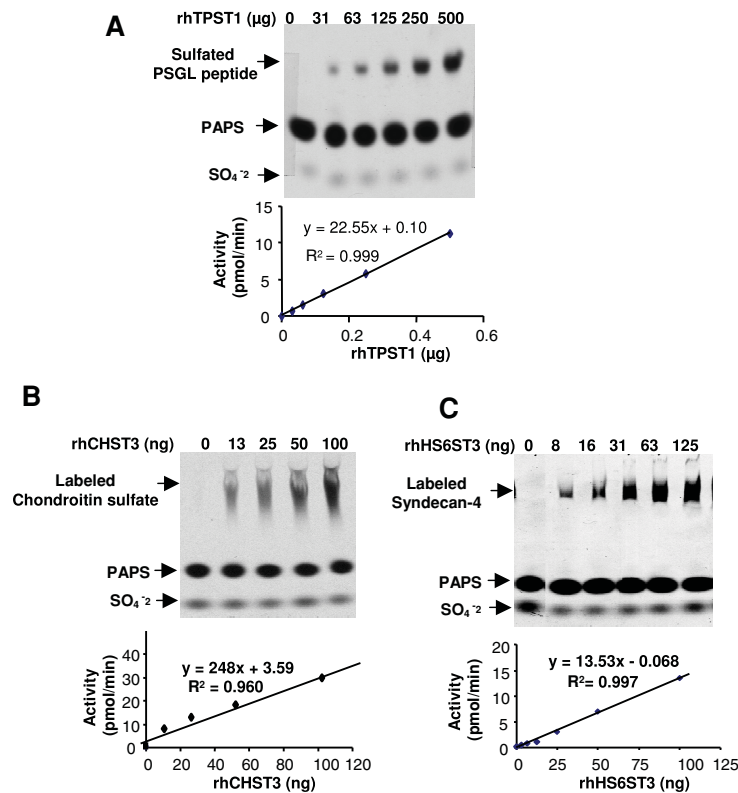 A
rhTPST1 (µg) 0 31 63 125 250 500
Sulfated
PSGL peptide
PAPS
SO₄⁻²
15
10
5
0
Activity
(pmol/min)
y = 22.55x + 0.10
R² = 0.999
0 0.2 0.4 0.6
rhTPST1 (µg)
B
rhCHST3 (ng) 0 13 25 50 100
Labeled
Chondroitin sulfate
PAPS
SO₄⁻²
40
30
20
10
0
Activity
(pmol/min)
y = 248x + 3.59
R² = 0.960
0 20 40 60 80 100 120
rhCHST3 (ng)
C
rhHS6ST3 (ng) 0 8 16 31 63 125
Labeled
Syndecan-4
PAPS
SO₄⁻²
20
15
10
5
0
Activity
(pmol/min)
y = 13.53x - 0.068
R²= 0.997
0 25 50 75 100 125
rhHS6ST3 (ng)